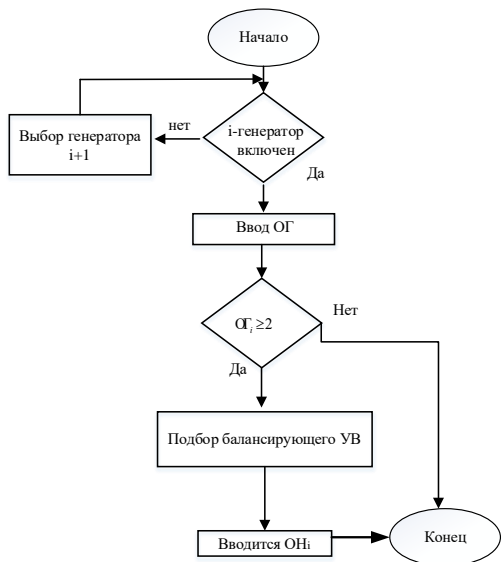 Начало
i-генератор
включен
нет
Выбор генератора
i+1
Да
Ввод ОГ
ОГi ≥2
Нет
Да
Подбор балансирующего УВ
Вводится ОНi
Конец